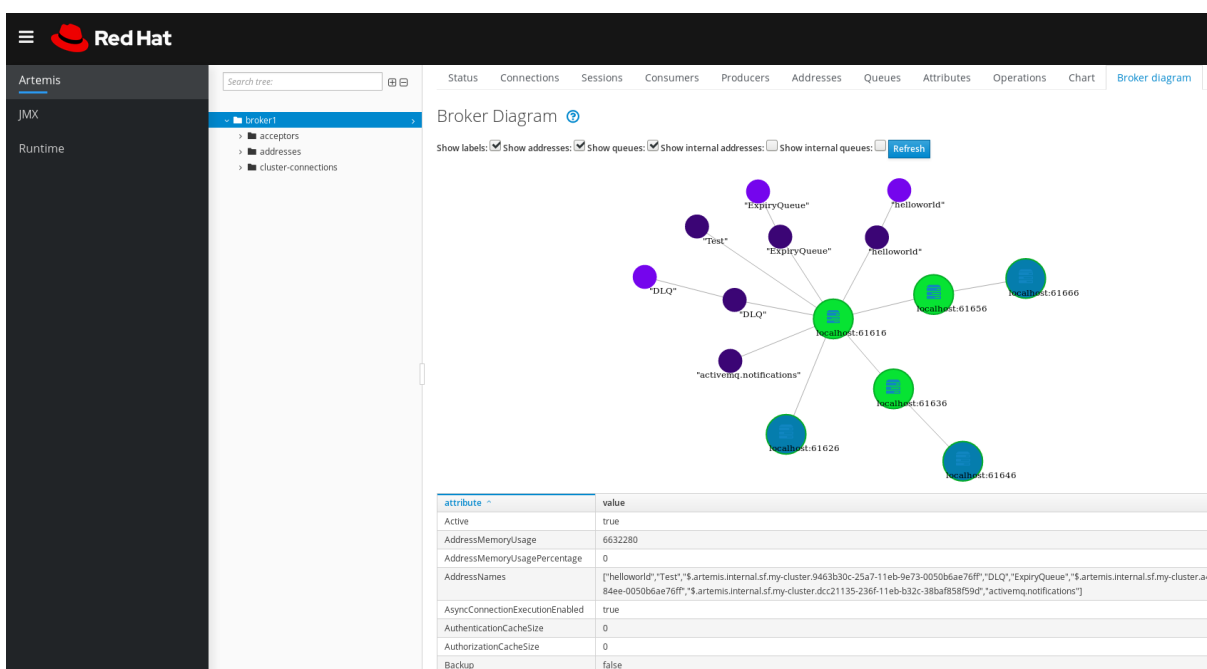 Red Hat
Artemis
JMX
Runtime
Search tree:
broker1
acceptors
addresses
cluster-connections
Status Connections Sessions Consumers Producers Addresses Queues Attributes Operations Chart Broker diagram
Broker Diagram
Show labels: Show addresses: Show queues: Show internal addresses: Show internal queues: Refresh
"ExpiryQueue"
"helloworld"
"Test"
"ExpiryQueue"
"helloworld"
"DLQ"
localhost:61666
localhost:61656
"DLQ"
localhost:61616
"activemq.notifications"
localhost:61636
localhost:61626
localhost:61646
attribute value
Active true
AddressMemoryUsage 6632280
AddressMemoryUsagePercentage 0
AddressNames ["helloworld","Test","$.artemis.internal.sf.my-cluster.9463b30c-25a7-11eb-9e73-0050b6ae76ff","DLQ","ExpiryQueue","$.artemis.internal.sf.my-cluster.a
84ee-0050b6ae76ff","$.artemis.internal.sf.my-cluster.dcc21135-236f-11eb-b32c-38baf858f59d","activemq.notifications"]
AsyncConnectionExecutionEnabled true
AuthenticationCacheSize 0
AuthorizationCacheSize 0
Backup false